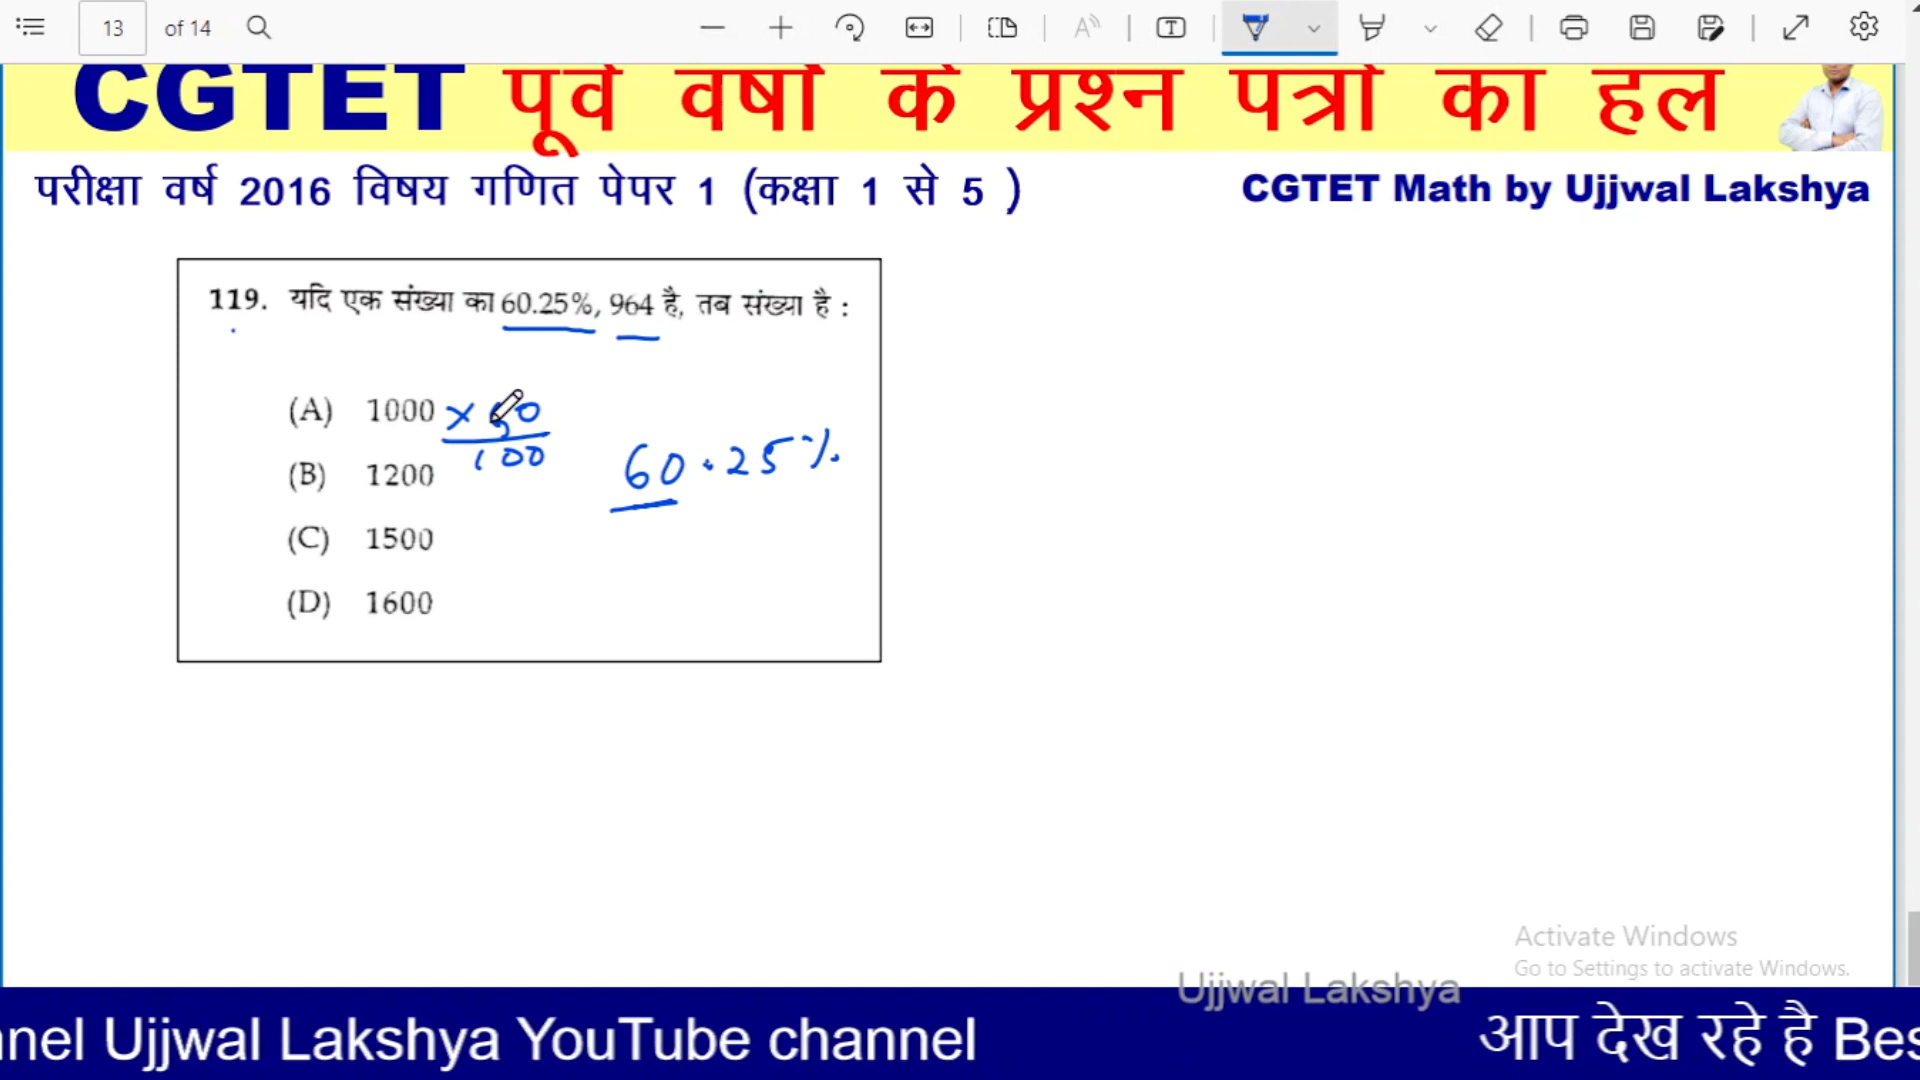 13 of 14
CGTET पूर्व वर्षों के प्रश्न पत्रों का हल
परीक्षा वर्ष 2016 विषय गणित पेपर 1 (कक्षा 1 से 5 )
CGTET Math by Ujjwal Lakshya
119. यदि एक संख्या का 60.25%, 964 है, तब संख्या है :
(A) 1000 × 60
100
60.25%
(B) 1200
(C) 1500
(D) 1600
Activate Windows
Go to Settings to activate Windows.
Ujjwal Lakshya
nnel Ujjwal Lakshya YouTube channel
आप देख रहे है Bes